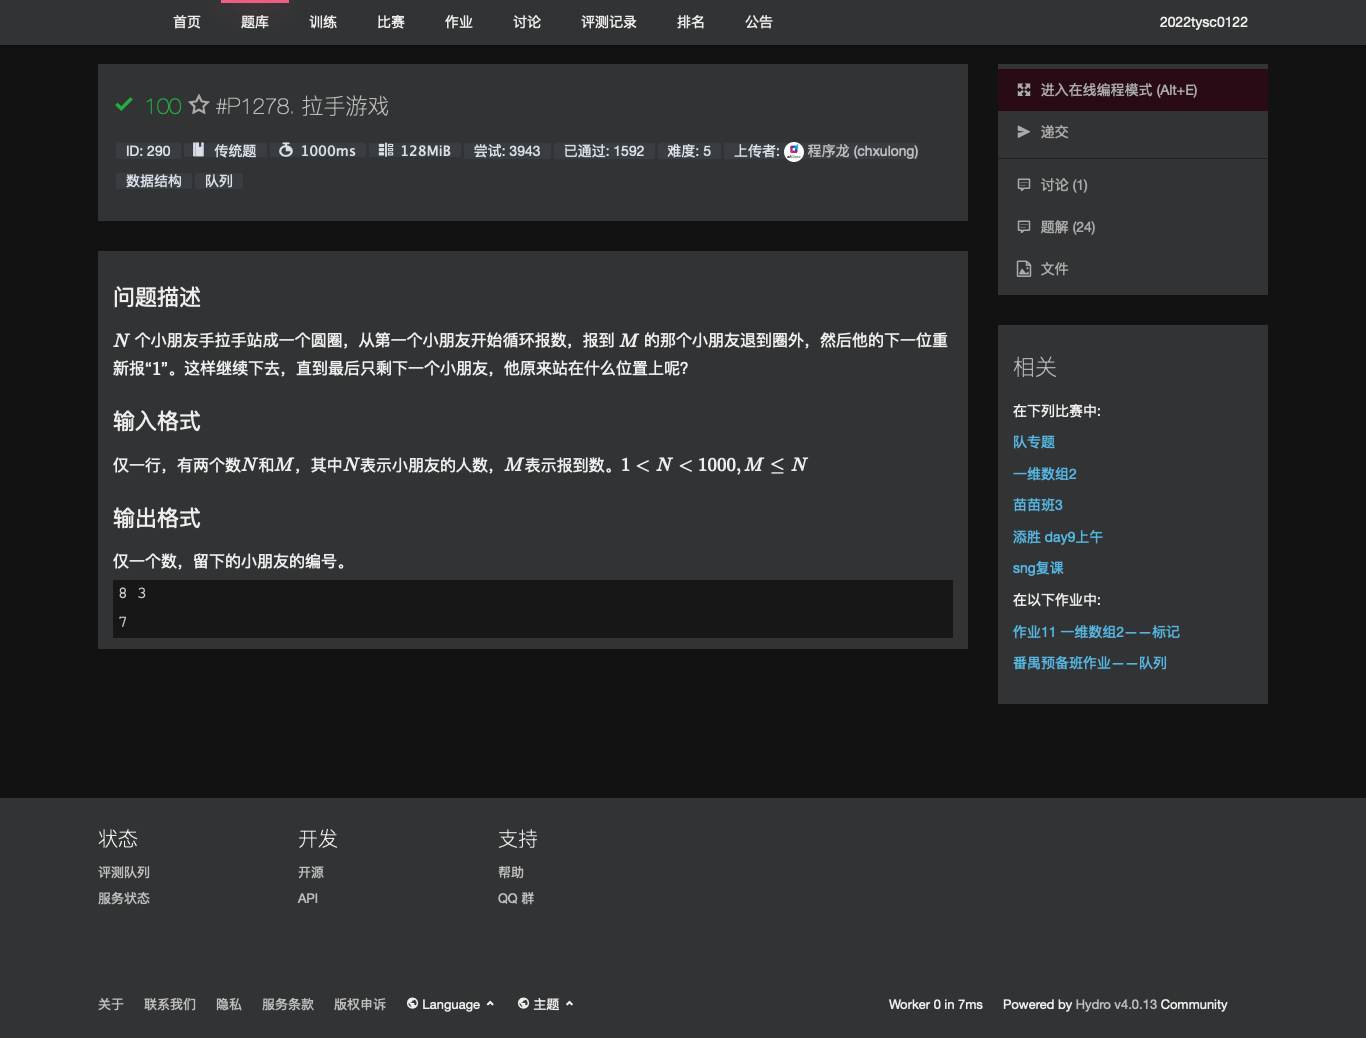 首页 题库 训练 比赛 作业 讨论 评测记录 排名 公告 2022tysc0122
100 #P1278. 拉手游戏
ID: 290 传统题 1000ms 128MiB 尝试: 3943 已通过: 1592 难度: 5 上传者: 程序龙 (chxulong)
数据结构 队列
问题描述
N 个小朋友手拉手站成一个圆圈，从第一个小朋友开始循环报数，报到 M 的那个小朋友退到圈外，然后他的下一位重
新报“1”。这样继续下去，直到最后只剩下一个小朋友，他原来站在什么位置上呢？
输入格式
仅一行，有两个数N和M，其中N表示小朋友的人数，M表示报到数。1 < N < 1000, M ≤ N
输出格式
仅一个数，留下的小朋友的编号。
8 3
7
进入在线编程模式 (Alt+E)
递交
讨论 (1)
题解 (24)
文件
相关
在下列比赛中:
队专题
一维数组2
苗苗班3
添胜 day9上午
sng复课
在以下作业中:
作业11 一维数组2——标记
番禺预备班作业——队列
状态
评测队列
服务状态
开发
开源
API
支持
帮助
QQ 群
关于 联系我们 隐私 服务条款 版权申诉 Language 主题 Worker 0 in 7ms Powered by Hydro v4.0.13 Community